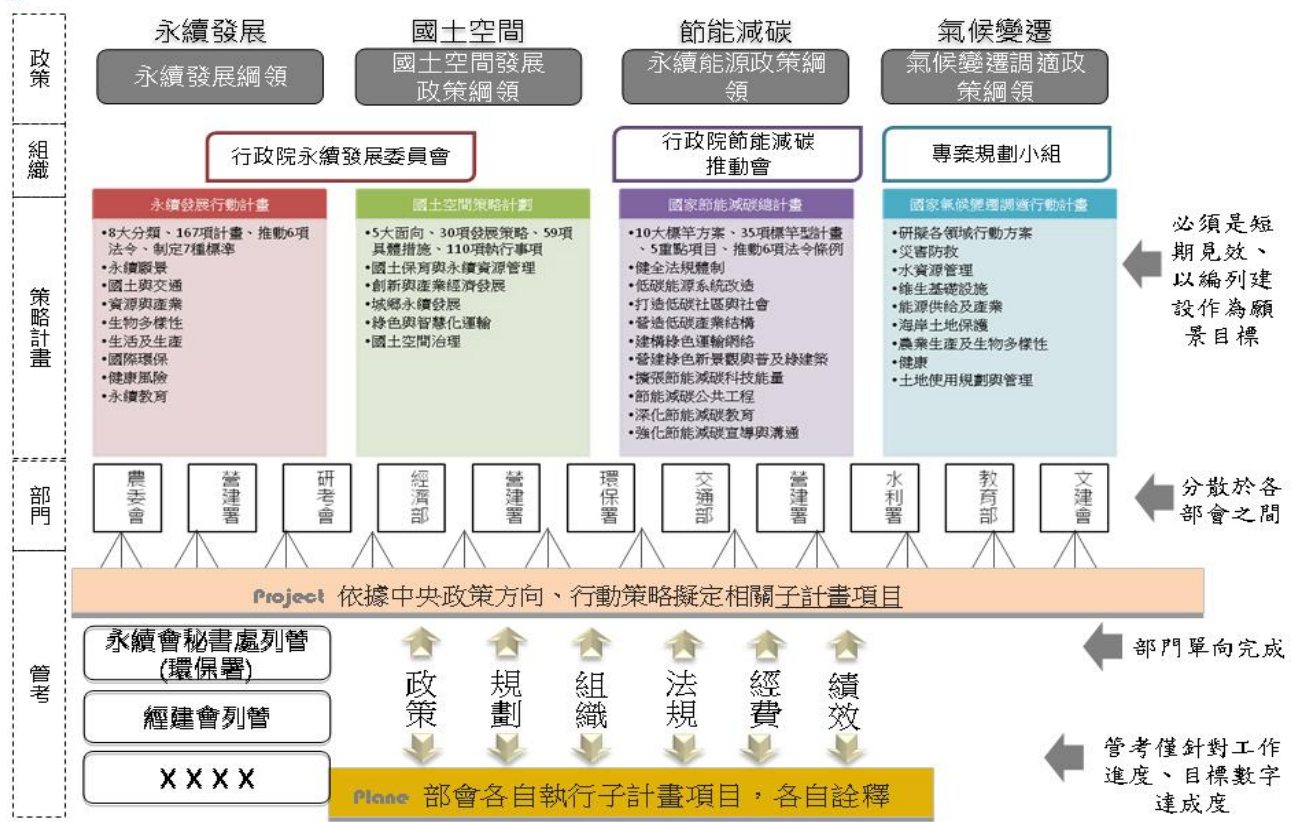 政策
永續發展
國土空間
節能減碳
氣候變遷
永續發展綱領
國土空間發展
政策綱領
永續能源政策綱
領
氣候變遷調適政
策綱領
組織
行政院永續發展委員會
行政院節能減碳
推動會
專案規劃小組
策略計畫
永續發展行動計畫
•8大分類、167項計畫、推動6項
法令、制定7種標準
•永續願景
•國土與交通
•資源與產業
•生物多樣性
•生活及生產
•國際環保
•健康風險
•永續教育
國土空間策略計劃
•5大面向、30項發展策略、59項
具體措施、110項執行事項
•國土保育與永續資源管理
•創新與產業經濟發展
•城鄉永續發展
•綠色與智慧化運輸
•國土空間治理
國家節能減碳總計畫
•10大標竿方案、35項標竿型計畫
、5重點項目、推動6項法令條例
•健全法規體制
•低碳能源系統改造
•打造低碳社區與社會
•營造低碳產業結構
•建構綠色運輸網絡
•營建綠色新景觀與普及綠建築
•擴張節能減碳科技能量
•節能減碳公共工程
•深化節能減碳教育
•強化節能減碳宣導與溝通
國家氣候變遷調適行動計畫
•研擬各領域行動方案
•災害防救
•水資源管理
•維生基礎設施
•能源供給及產業
•海岸土地保護
•農業生產及生物多樣性
•健康
•土地使用規劃與管理
必須是短
期見效、
以編列建
設作為願
景目標
部門
農委會
營建署
研考會
經濟部
營建署
環保署
交通部
營建署
水利署
教育部
文建會
分散於各
部會之間
Project 依據中央政策方向、行動策略擬定相關子計畫項目
管考
永續會秘書處列管
(環保署)
經建會列管
XXXX
政策
規劃
組織
法規
經費
績效
部門單向完成
管考僅針對工作
進度、目標數字
達成度
Plane 部會各自執行子計畫項目，各自詮釋